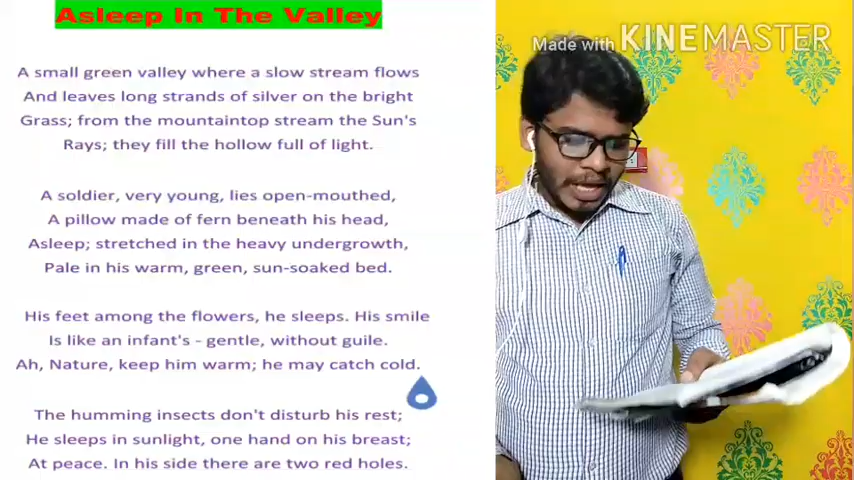 Asleep In The Valley
Made with KINEMASTER
A small green valley where a slow stream flows
And leaves long strands of silver on the bright
Grass; from the mountaintop stream the Sun's
Rays; they fill the hollow full of light.
A soldier, very young, lies open-mouthed,
A pillow made of fern beneath his head,
Asleep; stretched in the heavy undergrowth,
Pale in his warm, green, sun-soaked bed.
His feet among the flowers, he sleeps. His smile
Is like an infant's - gentle, without guile.
Ah, Nature, keep him warm; he may catch cold.
The humming insects don't disturb his rest;
He sleeps in sunlight, one hand on his breast;
At peace. In his side there are two red holes.